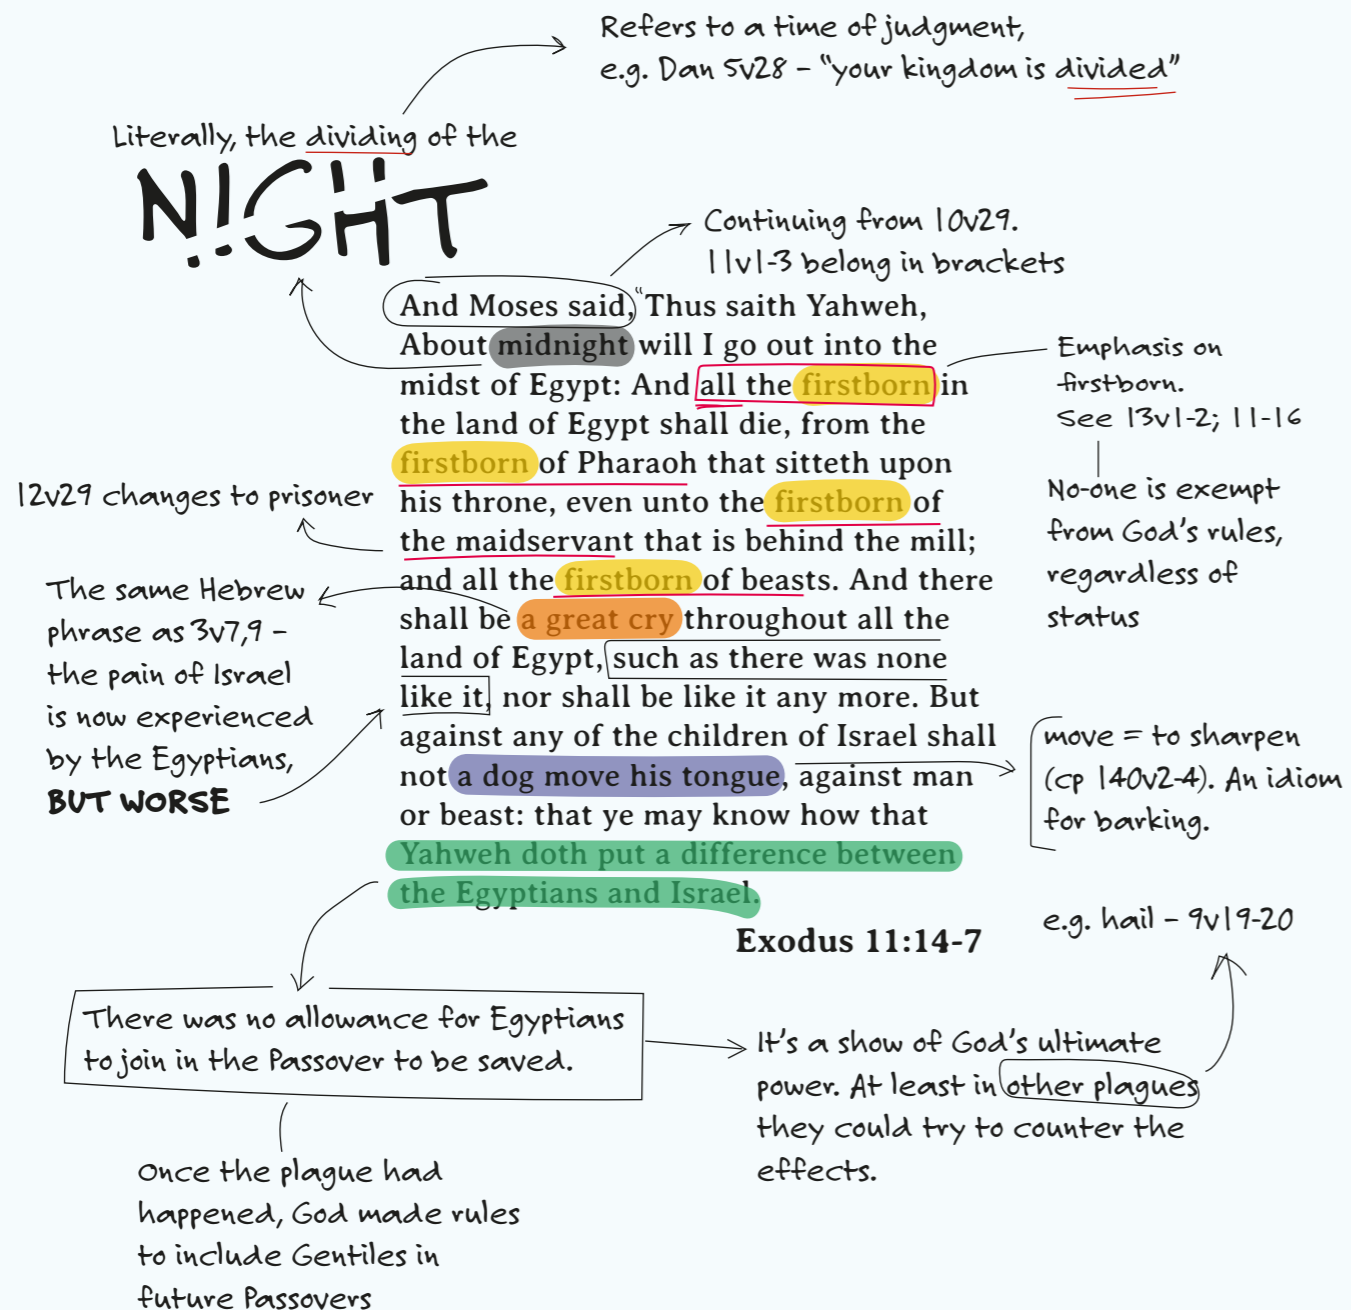 Refers to a time of judgment,
e.g. Dan 5v28 - "your kingdom is divided"
Literally, the dividing of the
NIGHT
Continuing from 10v29.
11v1-3 belong in brackets
And Moses said, "Thus saith Yahweh,
About midnight will I go out into the
midst of Egypt: And all the firstborn in
the land of Egypt shall die, from the
firstborn of Pharaoh that sitteth upon
his throne, even unto the firstborn of
the maidservant that is behind the mill;
and all the firstborn of beasts. And there
shall be a great cry throughout all the
land of Egypt, such as there was none
like it, nor shall be like it any more. But
against any of the children of Israel shall
not a dog move his tongue, against man
or beast: that ye may know how that
Yahweh doth put a difference between
the Egyptians and Israel.
Exodus 11:14-7
Emphasis on
firstborn.
See 13v1-2; 11-16
No-one is exempt
from God's rules,
regardless of
status
12v29 changes to prisoner
The same Hebrew
phrase as 3v7,9 -
the pain of Israel
is now experienced
by the Egyptians,
BUT WORSE
move = to sharpen
(cp 140v2-4). An idiom
for barking.
e.g. hail - 9v19-20
There was no allowance for Egyptians
to join in the Passover to be saved.
It's a show of God's ultimate
power. At least in other plagues
they could try to counter the
effects.
Once the plague had
happened, God made rules
to include Gentiles in
future Passovers